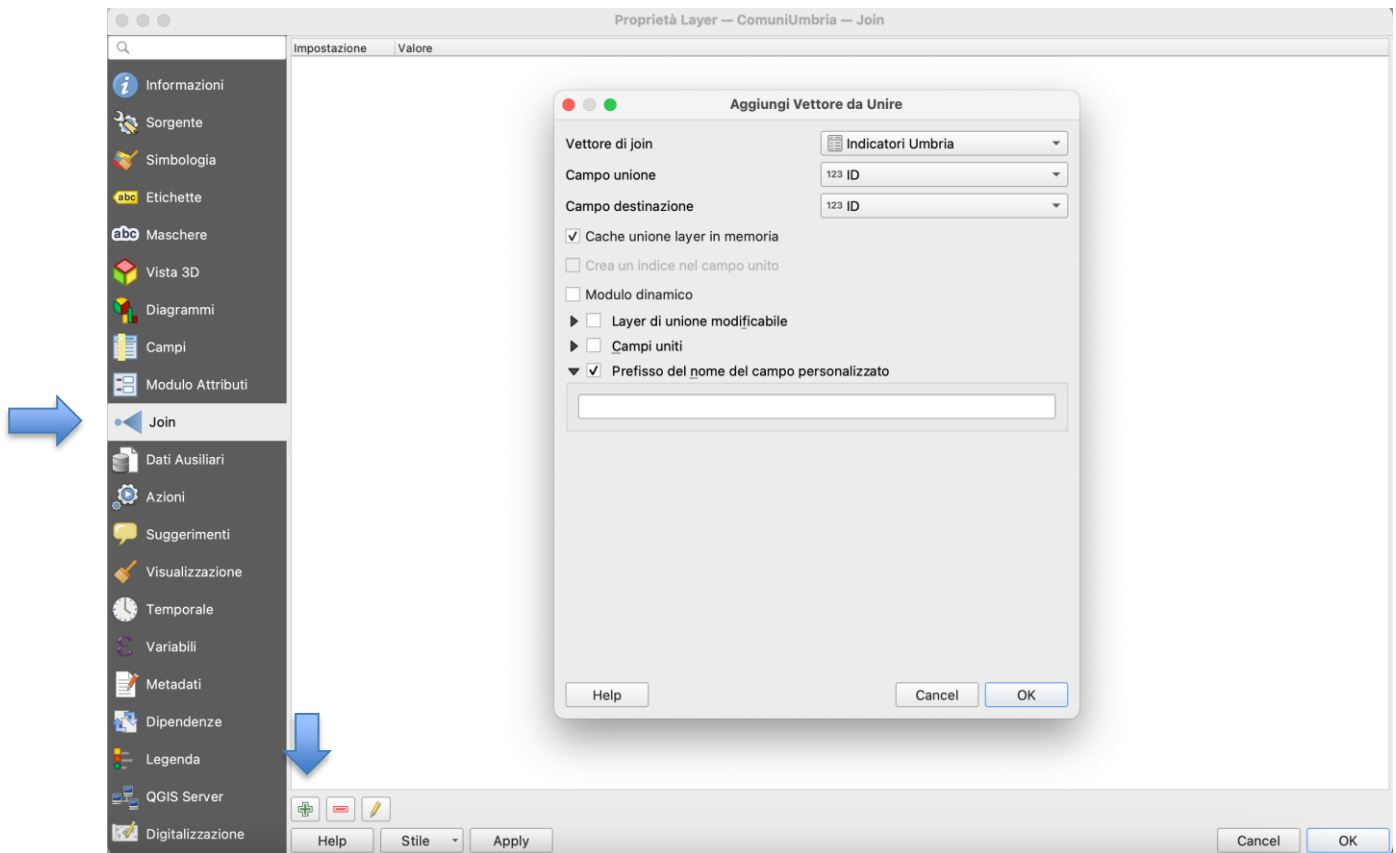 Proprietà Layer — ComuniUmbria — Join
Impostazione Valore
Informazioni
Sorgente
Simbologia
abc Etichette
abc Maschere
Vista 3D
Diagrammi
Campi
Modulo Attributi
Join
Dati Ausiliari
Azioni
Suggerimenti
Visualizzazione
Temporale
Variabili
Metadati
Dipendenze
Legenda
QGIS Server
Digitalizzazione
Aggiungi Vettore da Unire
Vettore di join Indicatori Umbria
Campo unione 123 ID
Campo destinazione 123 ID
Cache unione layer in memoria
Crea un indice nel campo unito
Modulo dinamico
Layer di unione modificabile
Campi uniti
Prefisso del nome del campo personalizzato
Help Cancel OK
Help Stile Apply Cancel OK